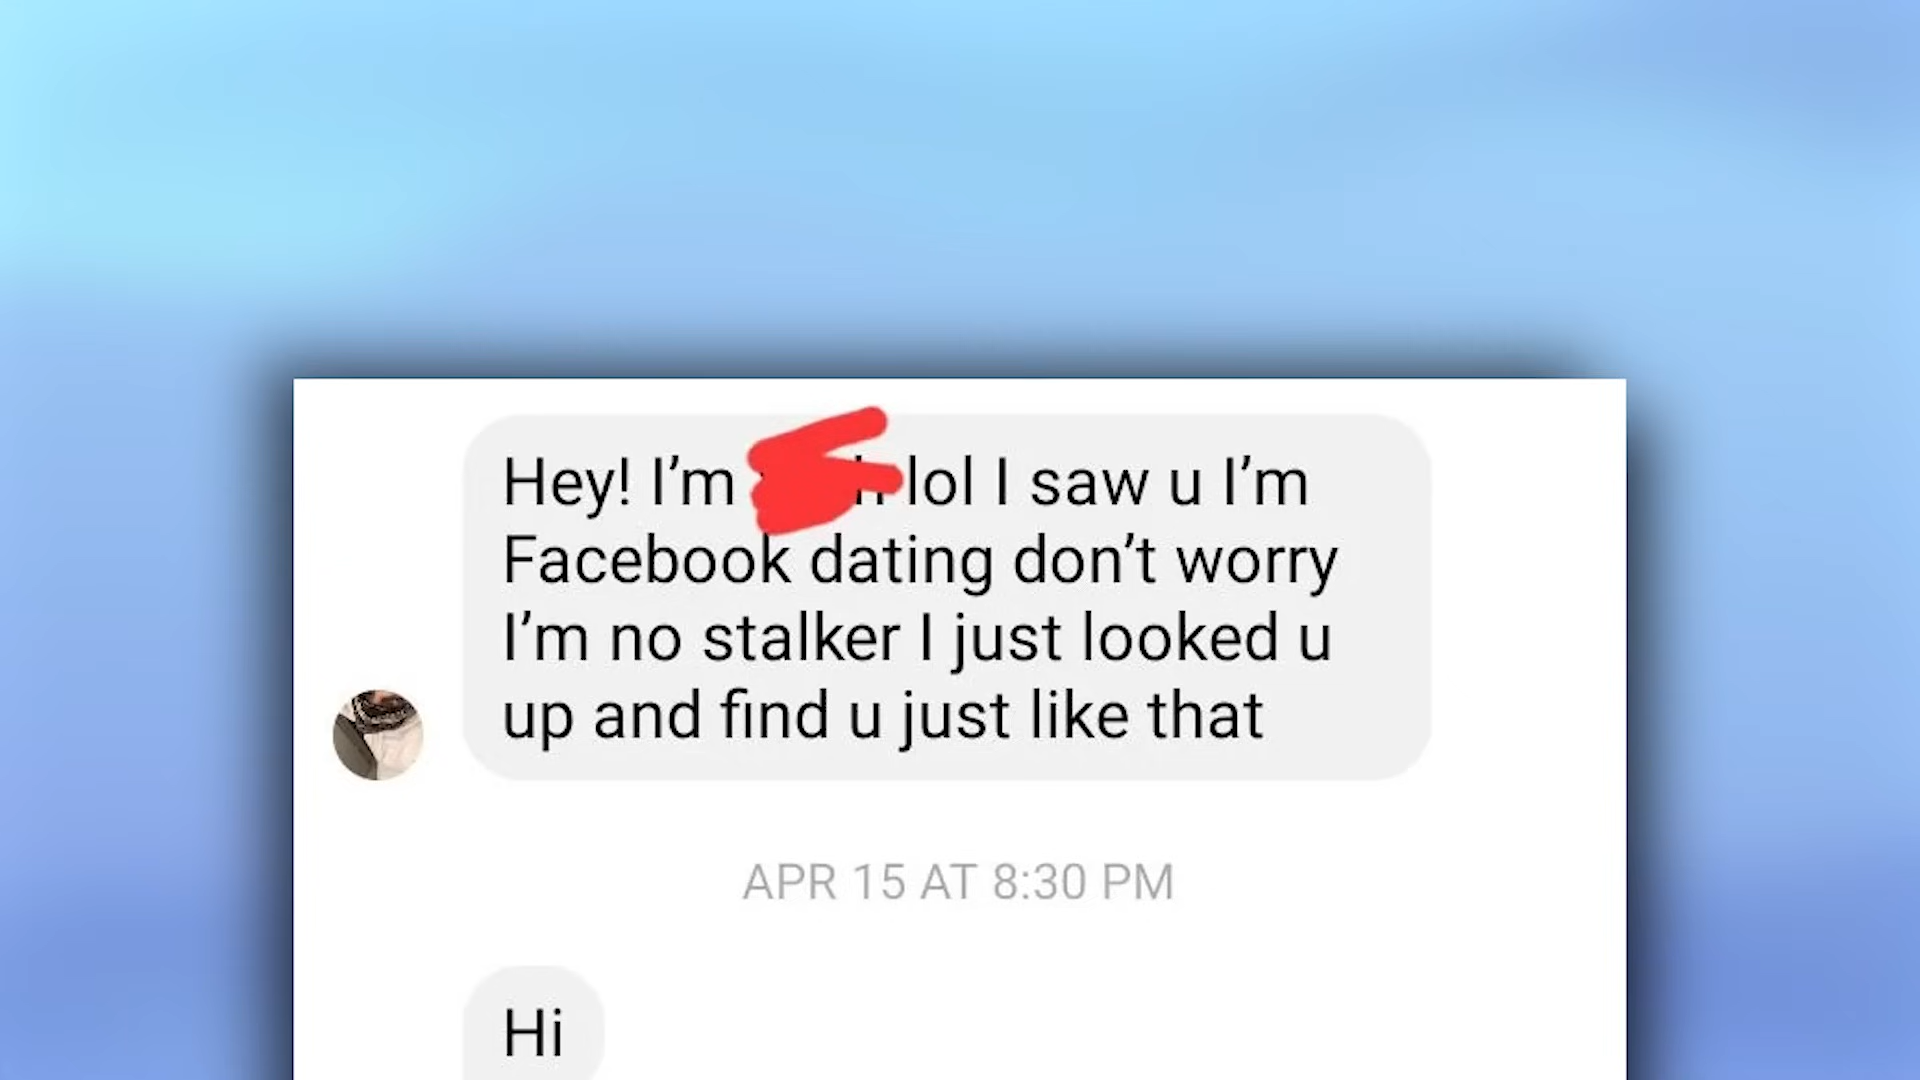 Hey! I'm lol I saw u I'm
Facebook dating don't worry
I'm no stalker I just looked u
up and find u just like that
APR 15 AT 8:30 PM
Hi